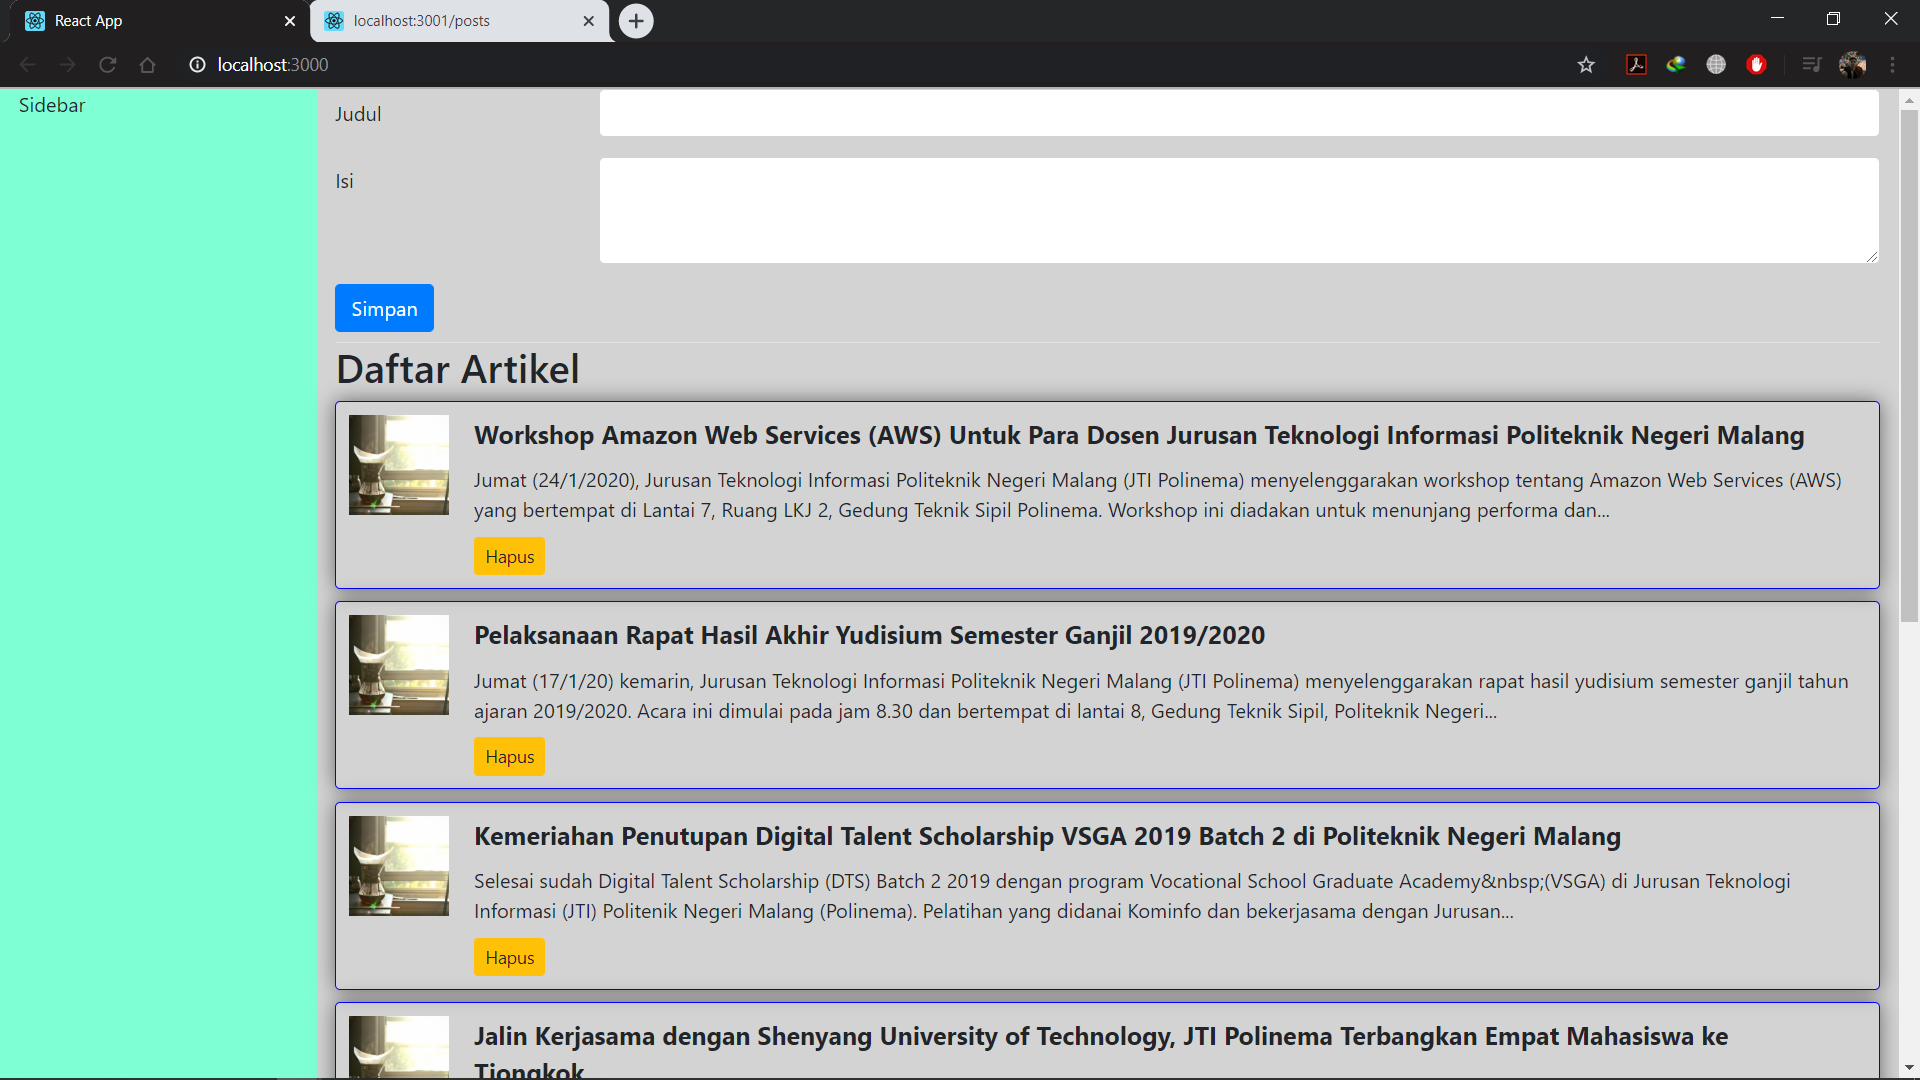 React App
localhost:3001/posts
localhost:3000
Sidebar
Judul
Isi
Simpan
Daftar Artikel
Workshop Amazon Web Services (AWS) Untuk Para Dosen Jurusan Teknologi Informasi Politeknik Negeri Malang
Jumat (24/1/2020), Jurusan Teknologi Informasi Politeknik Negeri Malang (JTI Polinema) menyelenggarakan workshop tentang Amazon Web Services (AWS)
yang bertempat di Lantai 7, Ruang LKJ 2, Gedung Teknik Sipil Polinema. Workshop ini diadakan untuk menunjang performa dan...
Hapus
Pelaksanaan Rapat Hasil Akhir Yudisium Semester Ganjil 2019/2020
Jumat (17/1/20) kemarin, Jurusan Teknologi Informasi Politeknik Negeri Malang (JTI Polinema) menyelenggarakan rapat hasil yudisium semester ganjil tahun
ajaran 2019/2020. Acara ini dimulai pada jam 8.30 dan bertempat di lantai 8, Gedung Teknik Sipil, Politeknik Negeri...
Hapus
Kemeriahan Penutupan Digital Talent Scholarship VSGA 2019 Batch 2 di Politeknik Negeri Malang
Selesai sudah Digital Talent Scholarship (DTS) Batch 2 2019 dengan program Vocational School Graduate Academy&nbsp;(VSGA) di Jurusan Teknologi
Informasi (JTI) Politenik Negeri Malang (Polinema). Pelatihan yang didanai Kominfo dan bekerjasama dengan Jurusan...
Hapus
Jalin Kerjasama dengan Shenyang University of Technology, JTI Polinema Terbangkan Empat Mahasiswa ke
Tiongkok